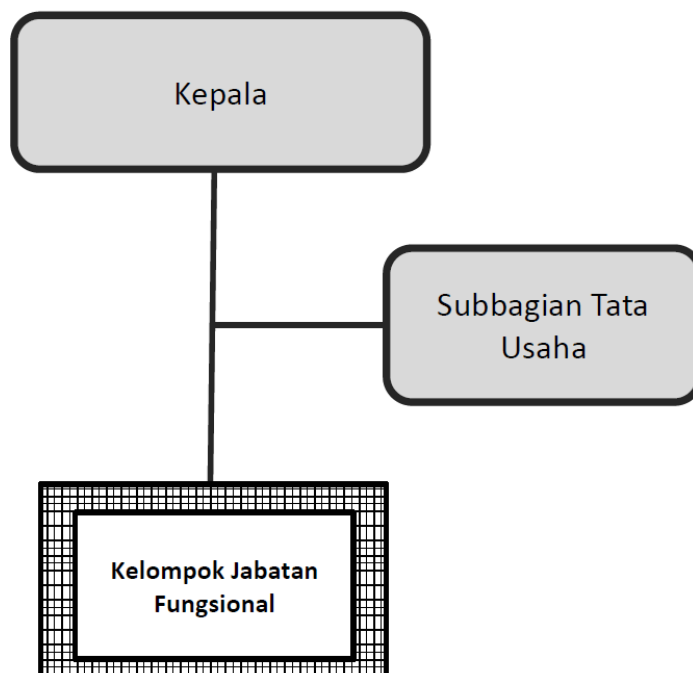 Kepala
Subbagian Tata
Usaha
Kelompok Jabatan
Fungsional